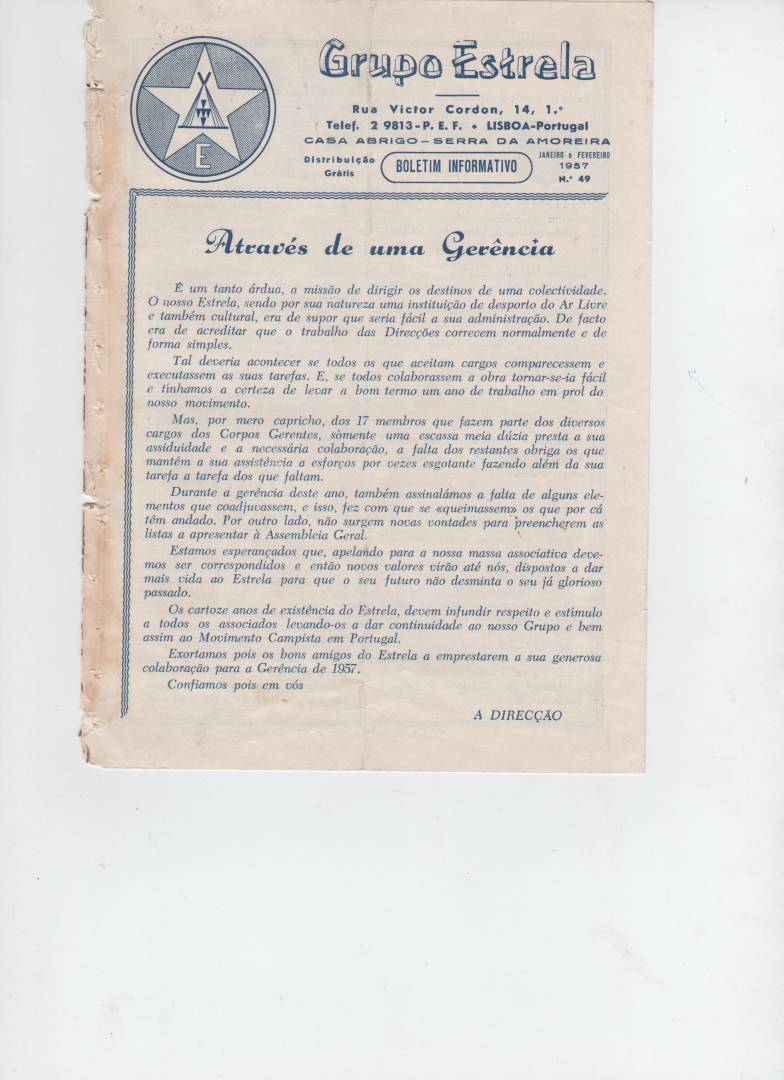 Grupo Estrela
Rua Victor Cordon, 14, 1.º
Telef. 2 9813 - P. E. F. • LISBOA-Portugal
CASA ABRIGO – SERRA DA AMOREIRA
Distribuição
Grátis
BOLETIM INFORMATIVO
JANEIRO e FEVEREIRO
1957
N.º 49
E
Através de uma Gerência
É um tanto árdua, a missão de dirigir os destinos de uma colectividade.
O nosso Estrela, sendo por sua natureza uma instituição de desporto do Ar Livre
e também cultural, era de supor que seria fácil a sua administração. De facto
era de acreditar que o trabalho das Direcções correcem normalmente e de
forma simples.
Tal deveria acontecer se todos os que aceitam cargos comparecessem e
executassem as suas tarefas. E, se todos colaborassem a obra tornar-se-ia fácil
e tínhamos a certeza de levar a bom termo um ano de trabalho em prol do
nosso movimento.
Mas, por mero capricho, dos 17 membros que fazem parte dos diversos
cargos dos Corpos Gerentes, sòmente uma escassa meia dúzia presta a sua
assiduidade e a necessária colaboração, a falta dos restantes obriga os que
mantêm a sua assistência a esforços por vezes esgotante fazendo além da sua
tarefa a tarefa dos que faltam.
Durante a gerência deste ano, também assinalámos a falta de alguns ele-
mentos que coadjuvassem, e isso, fez com que se «queimassem» os que por cá
têm andado. Por outro lado, não surgem novas vontades para preencherem as
listas a apresentar à Assembleia Geral.
Estamos esperançados que, apelando para a nossa massa associativa deve-
mos ser correspondidos e então novos valores virão até nós, dispostos a dar
mais vida ao Estrela para que o seu futuro não desminta o seu já glorioso
passado.
Os cartoze anos de existência do Estrela, devem infundir respeito e estímulo
a todos os associados levando-os a dar continuidade ao nosso Grupo e bem
assim ao Movimento Campista em Portugal.
Exortamos pois os bons amigos do Estrela a emprestarem a sua generosa
colaboração para a Gerência de 1957.
Confiamos pois em vós
A DIRECÇÃO